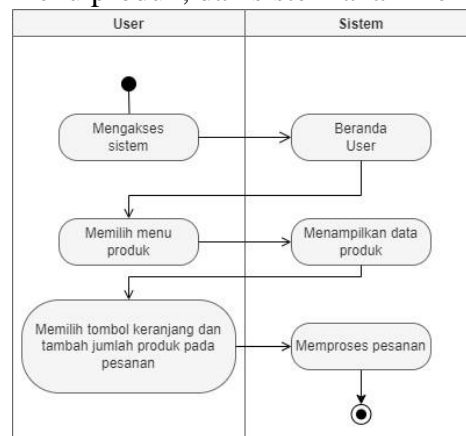 User
Sistem
Mengakses
sistem
Beranda
User
Memilih menu
produk
Menampilkan data
produk
Memilih tombol keranjang dan
tambah jumlah produk pada
pesanan
Memproses pesanan